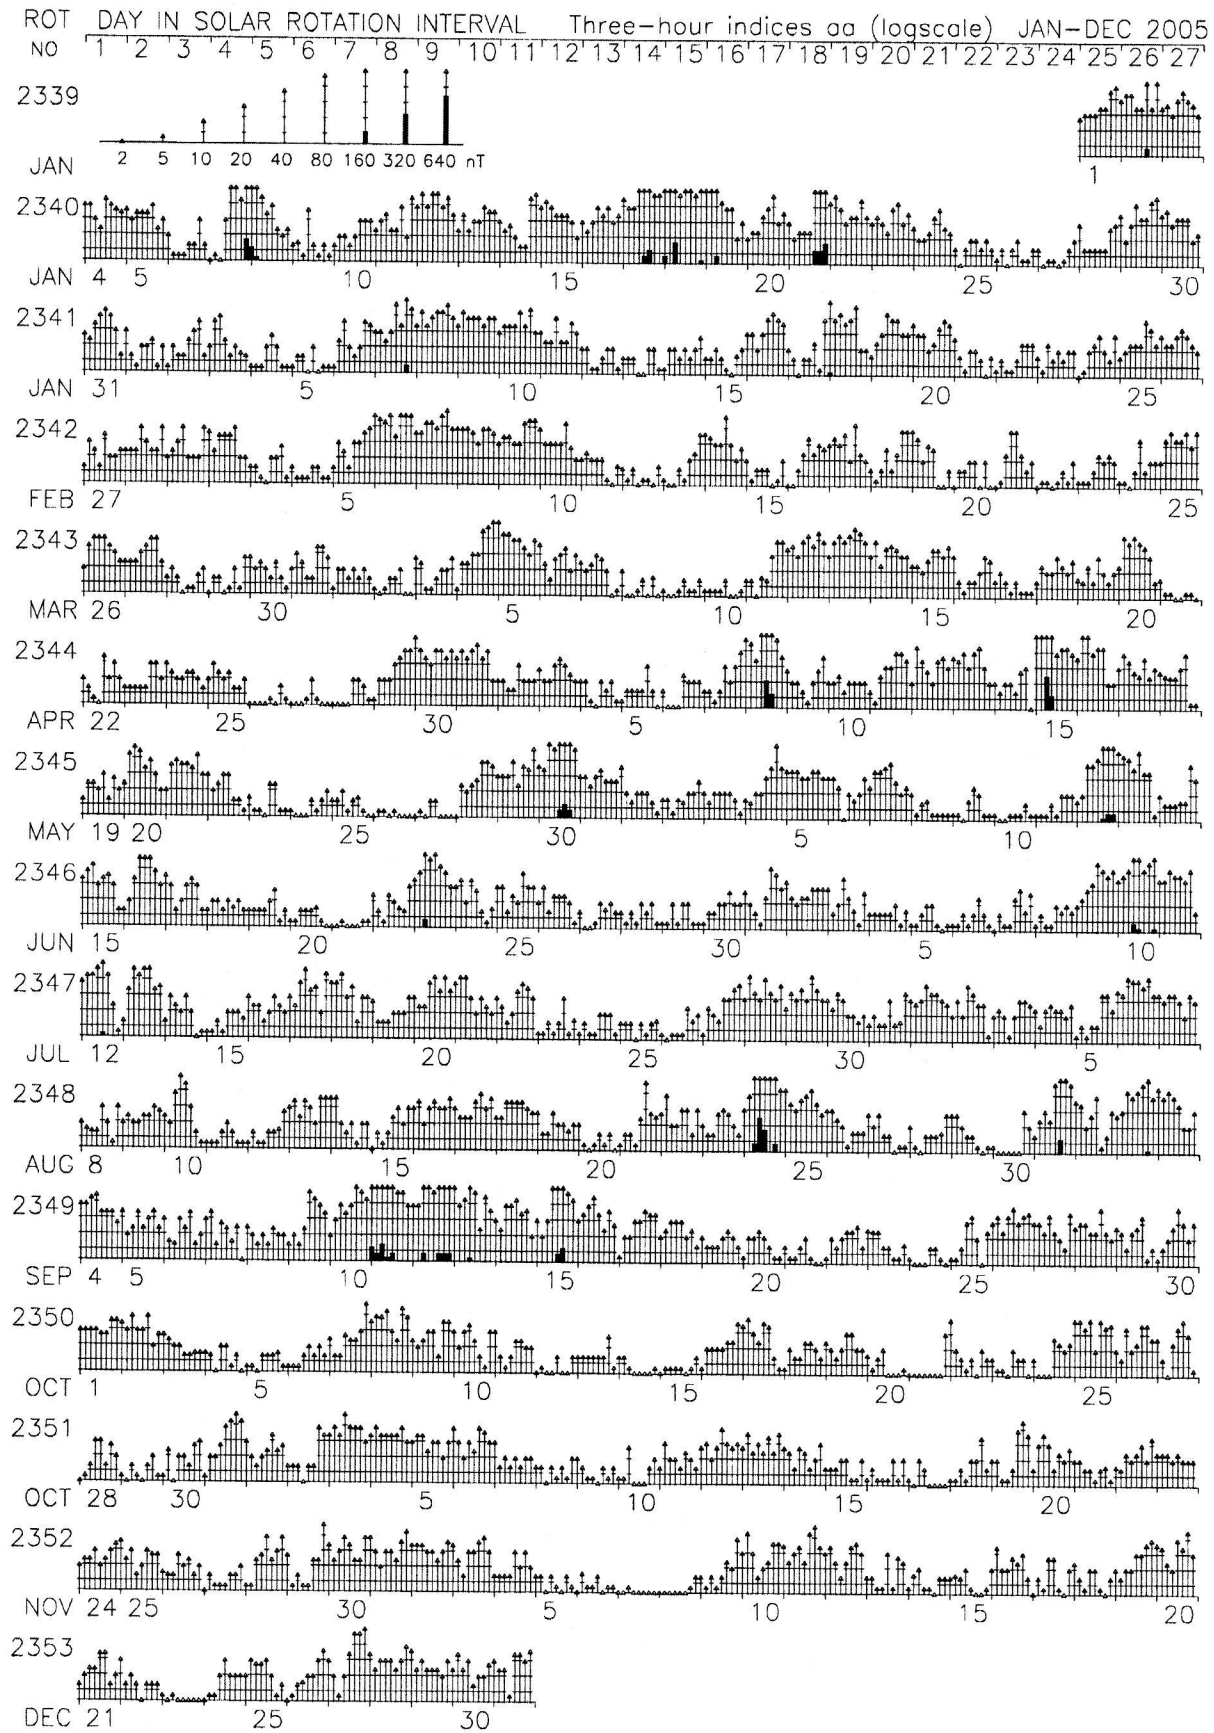 ROT DAY IN SOLAR ROTATION INTERVAL Three-hour indices aa (logscale) JAN-DEC 2005
NO 1 2 3 4 5 6 7 8 9 10 11 12 13 14 15 16 17 18 19 20 21 22 23 24 25 26 27
2339
2 5 10 20 40 80 160 320 640 nT
JAN 1
2340
JAN 4 5 10 15 20 25 30
2341
JAN 31 5 10 15 20 25
2342
FEB 27 5 10 15 20 25
2343
MAR 26 30 5 10 15 20
2344
APR 22 25 30 5 10 15
2345
MAY 19 20 25 30 5 10
2346
JUN 15 20 25 30 5 10
2347
JUL 12 15 20 25 30 5
2348
AUG 8 10 15 20 25 30
2349
SEP 4 5 10 15 20 25 30
2350
OCT 1 5 10 15 20 25
2351
OCT 28 30 5 10 15 20
2352
NOV 24 25 30 5 10 15 20
2353
DEC 21 25 30